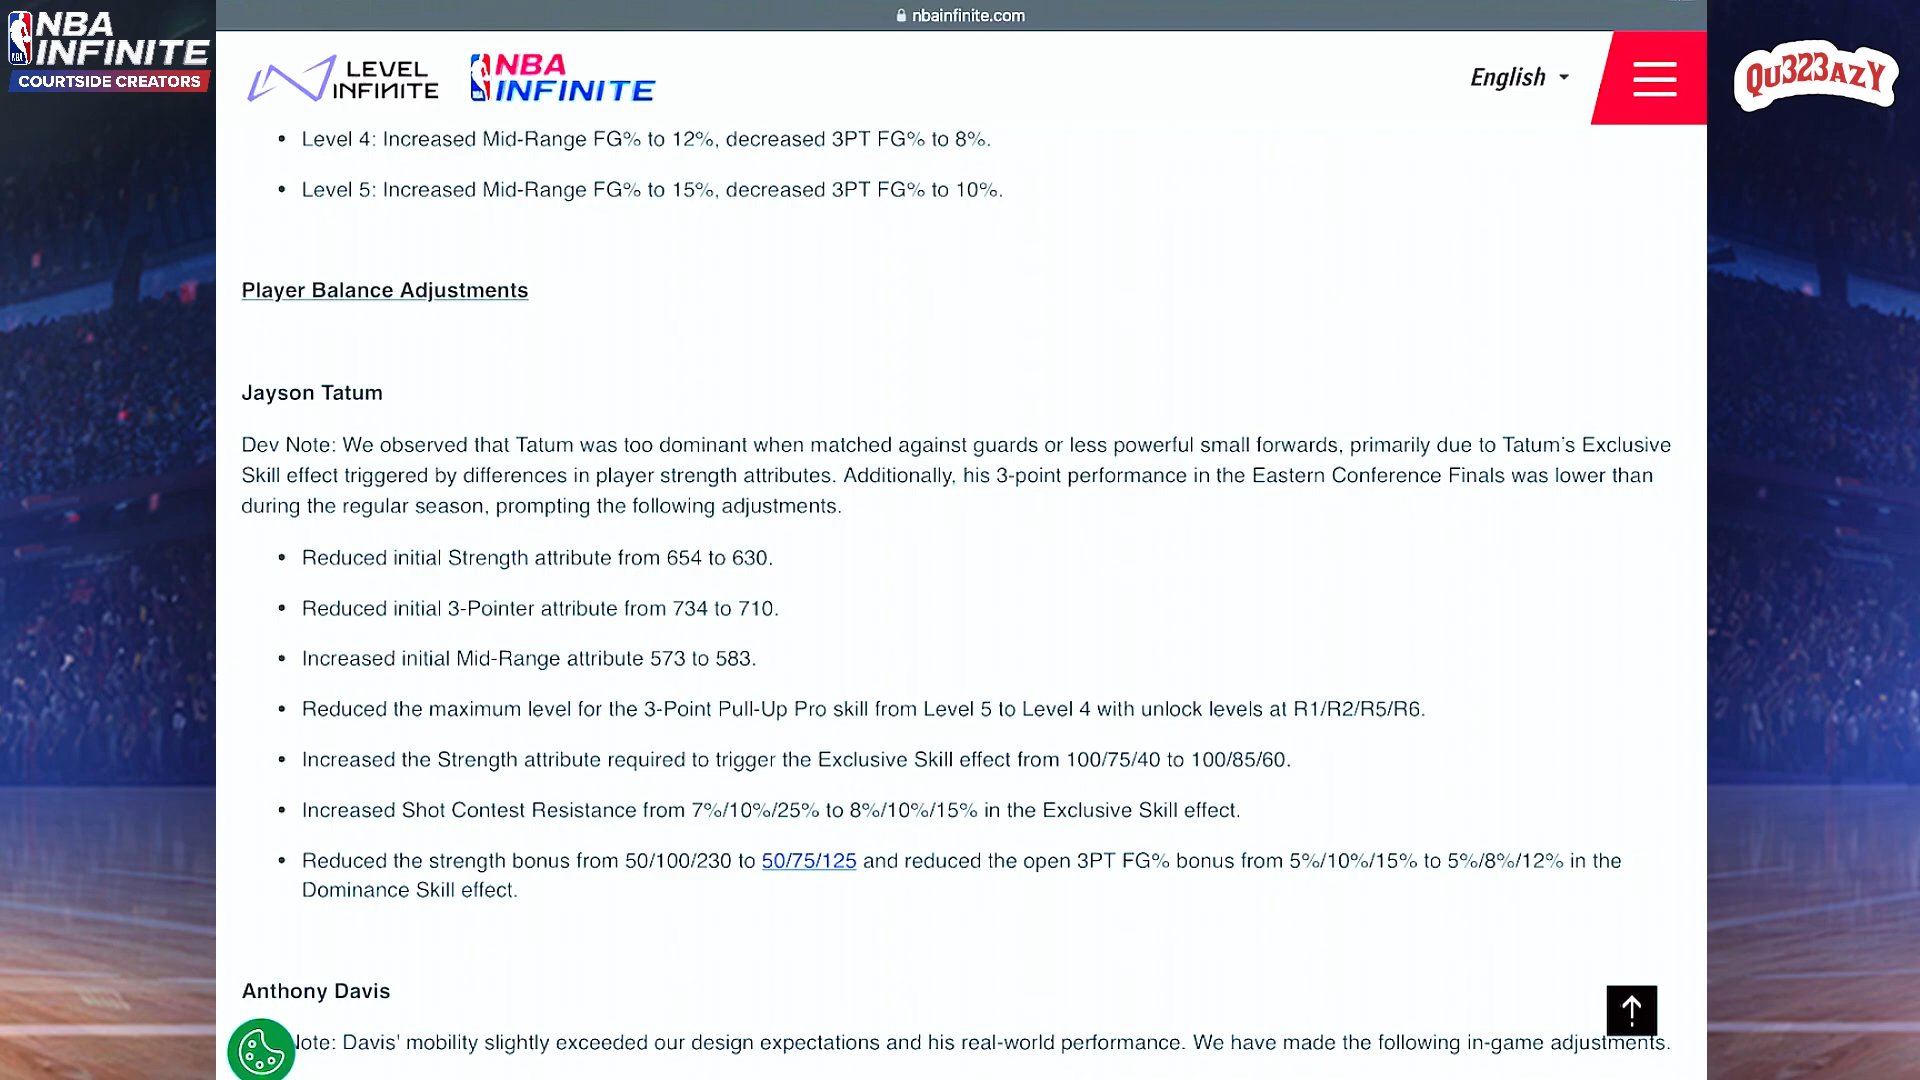 nbainfinite.com
NBA
INFINITE
COURTSIDE CREATORS
LEVEL
INFINITE
NBA
INFINITE
English
Qu323AZY
• Level 4: Increased Mid-Range FG% to 12%, decreased 3PT FG% to 8%.
• Level 5: Increased Mid-Range FG% to 15%, decreased 3PT FG% to 10%.
Player Balance Adjustments
Jayson Tatum
Dev Note: We observed that Tatum was too dominant when matched against guards or less powerful small forwards, primarily due to Tatum's Exclusive
Skill effect triggered by differences in player strength attributes. Additionally, his 3-point performance in the Eastern Conference Finals was lower than
during the regular season, prompting the following adjustments.
• Reduced initial Strength attribute from 654 to 630.
• Reduced initial 3-Pointer attribute from 734 to 710.
• Increased initial Mid-Range attribute 573 to 583.
• Reduced the maximum level for the 3-Point Pull-Up Pro skill from Level 5 to Level 4 with unlock levels at R1/R2/R5/R6.
• Increased the Strength attribute required to trigger the Exclusive Skill effect from 100/75/40 to 100/85/60.
• Increased Shot Contest Resistance from 7%/10%/25% to 8%/10%/15% in the Exclusive Skill effect.
• Reduced the strength bonus from 50/100/230 to 50/75/125 and reduced the open 3PT FG% bonus from 5%/10%/15% to 5%/8%/12% in the
Dominance Skill effect.
Anthony Davis
Note: Davis' mobility slightly exceeded our design expectations and his real-world performance. We have made the following in-game adjustments.